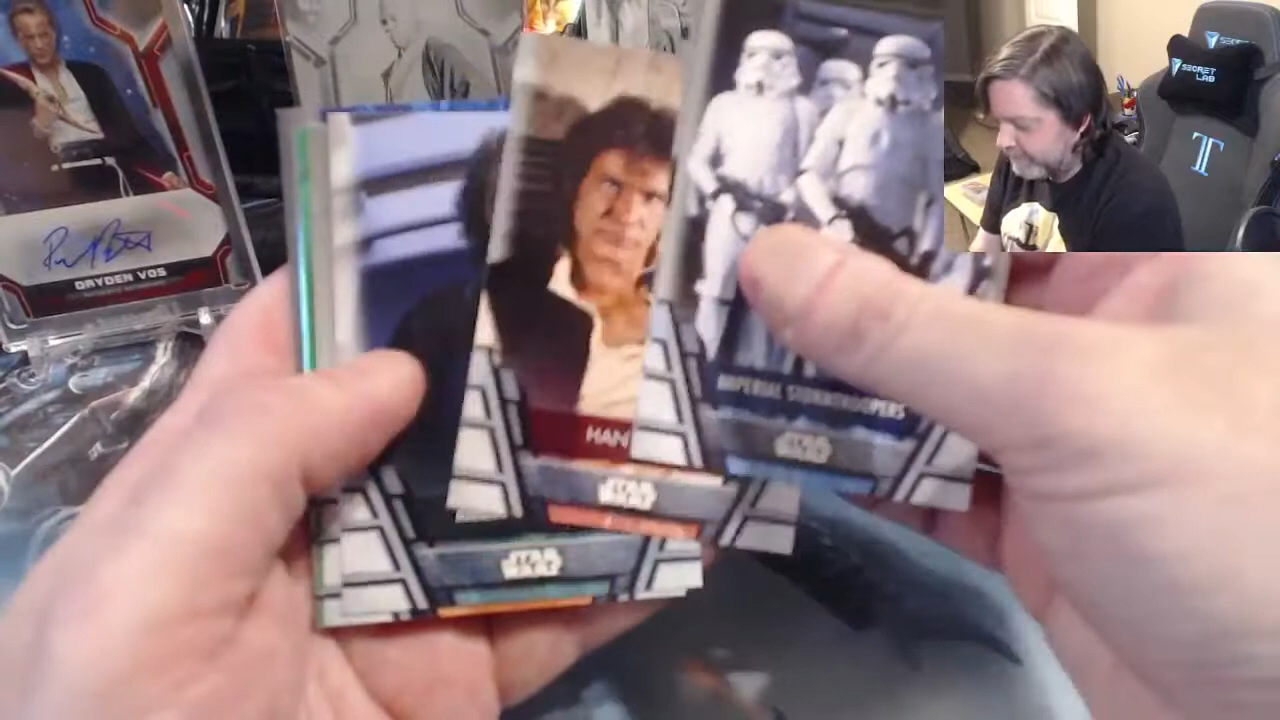 DRYDEN VOS
HAN
STAR
WARS
STAR
WARS
IMPERIAL STORMTROOPERS
STAR
WARS
SECRET
LAB
T